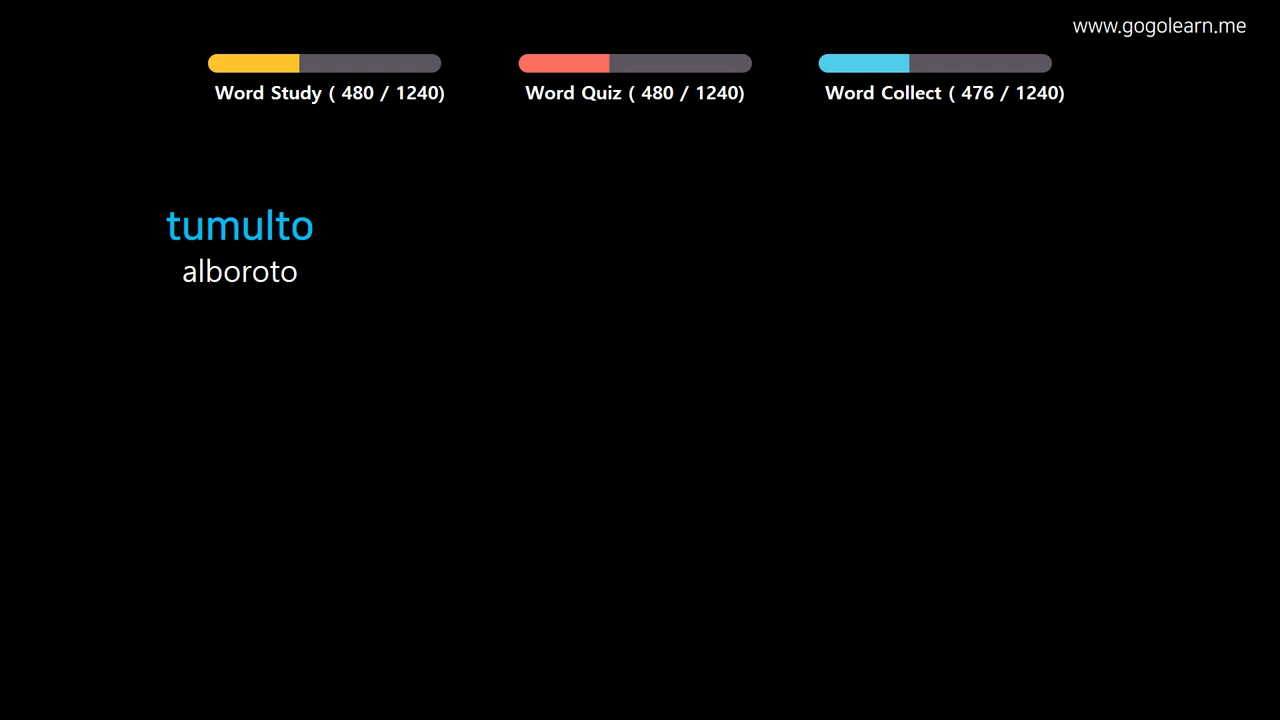 www.gogolearn.me
Word Study ( 480 / 1240)
Word Quiz ( 480 / 1240)
Word Collect ( 476 / 1240)
tumulto
alboroto